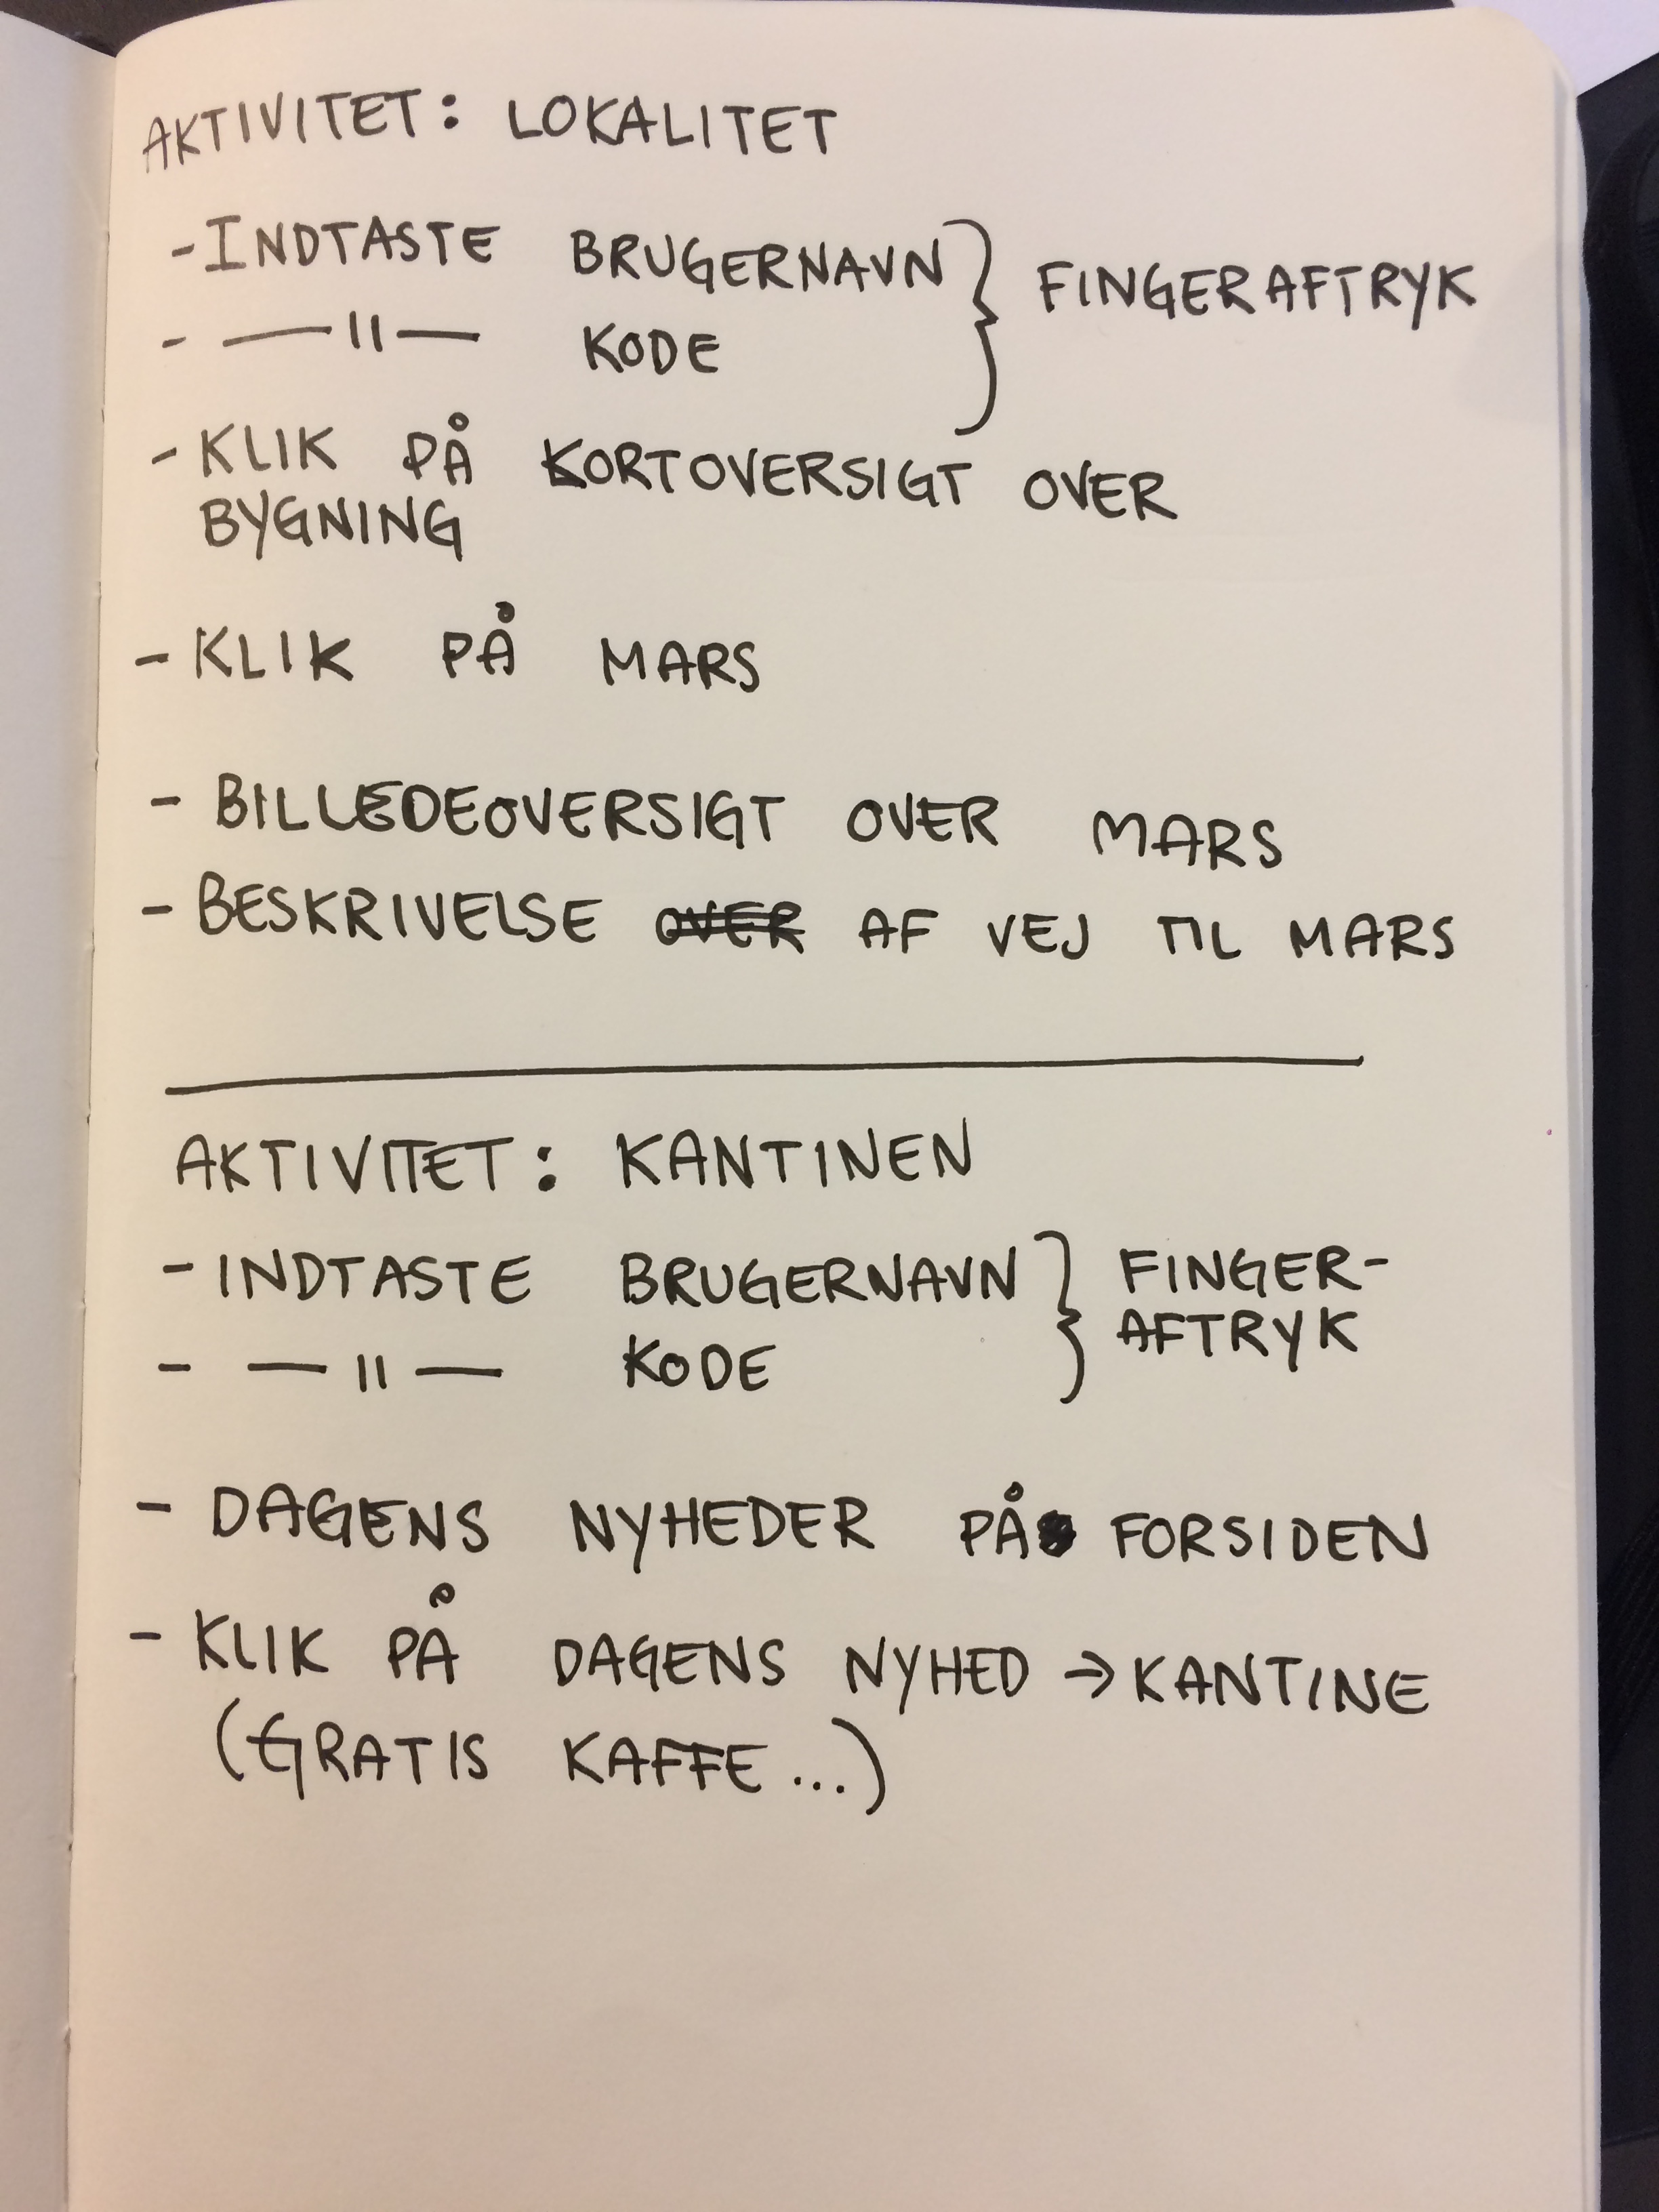 AKTIVITET: LOKALITET
- INDTASTE BRUGERNAVN } FINGERAFTRYK
- —— 11 — KODE
- KLIK PÅ KORTOVERSIGT OVER
BYGNING
- KLIK PÅ MARS
- BILLEDEOVERSIGT OVER MARS
- BESKRIVELSE OVER AF VEJ TIL MARS
AKTIVITET: KANTINEN
- INDTASTE BRUGERNAVN } FINGER-
AFTRYK
- — 11 — KODE
- DAGENS NYHEDER PÅ FORSIDEN
- KLIK PÅ DAGENS NYHED → KANTINE
(GRATIS KAFFE ...)